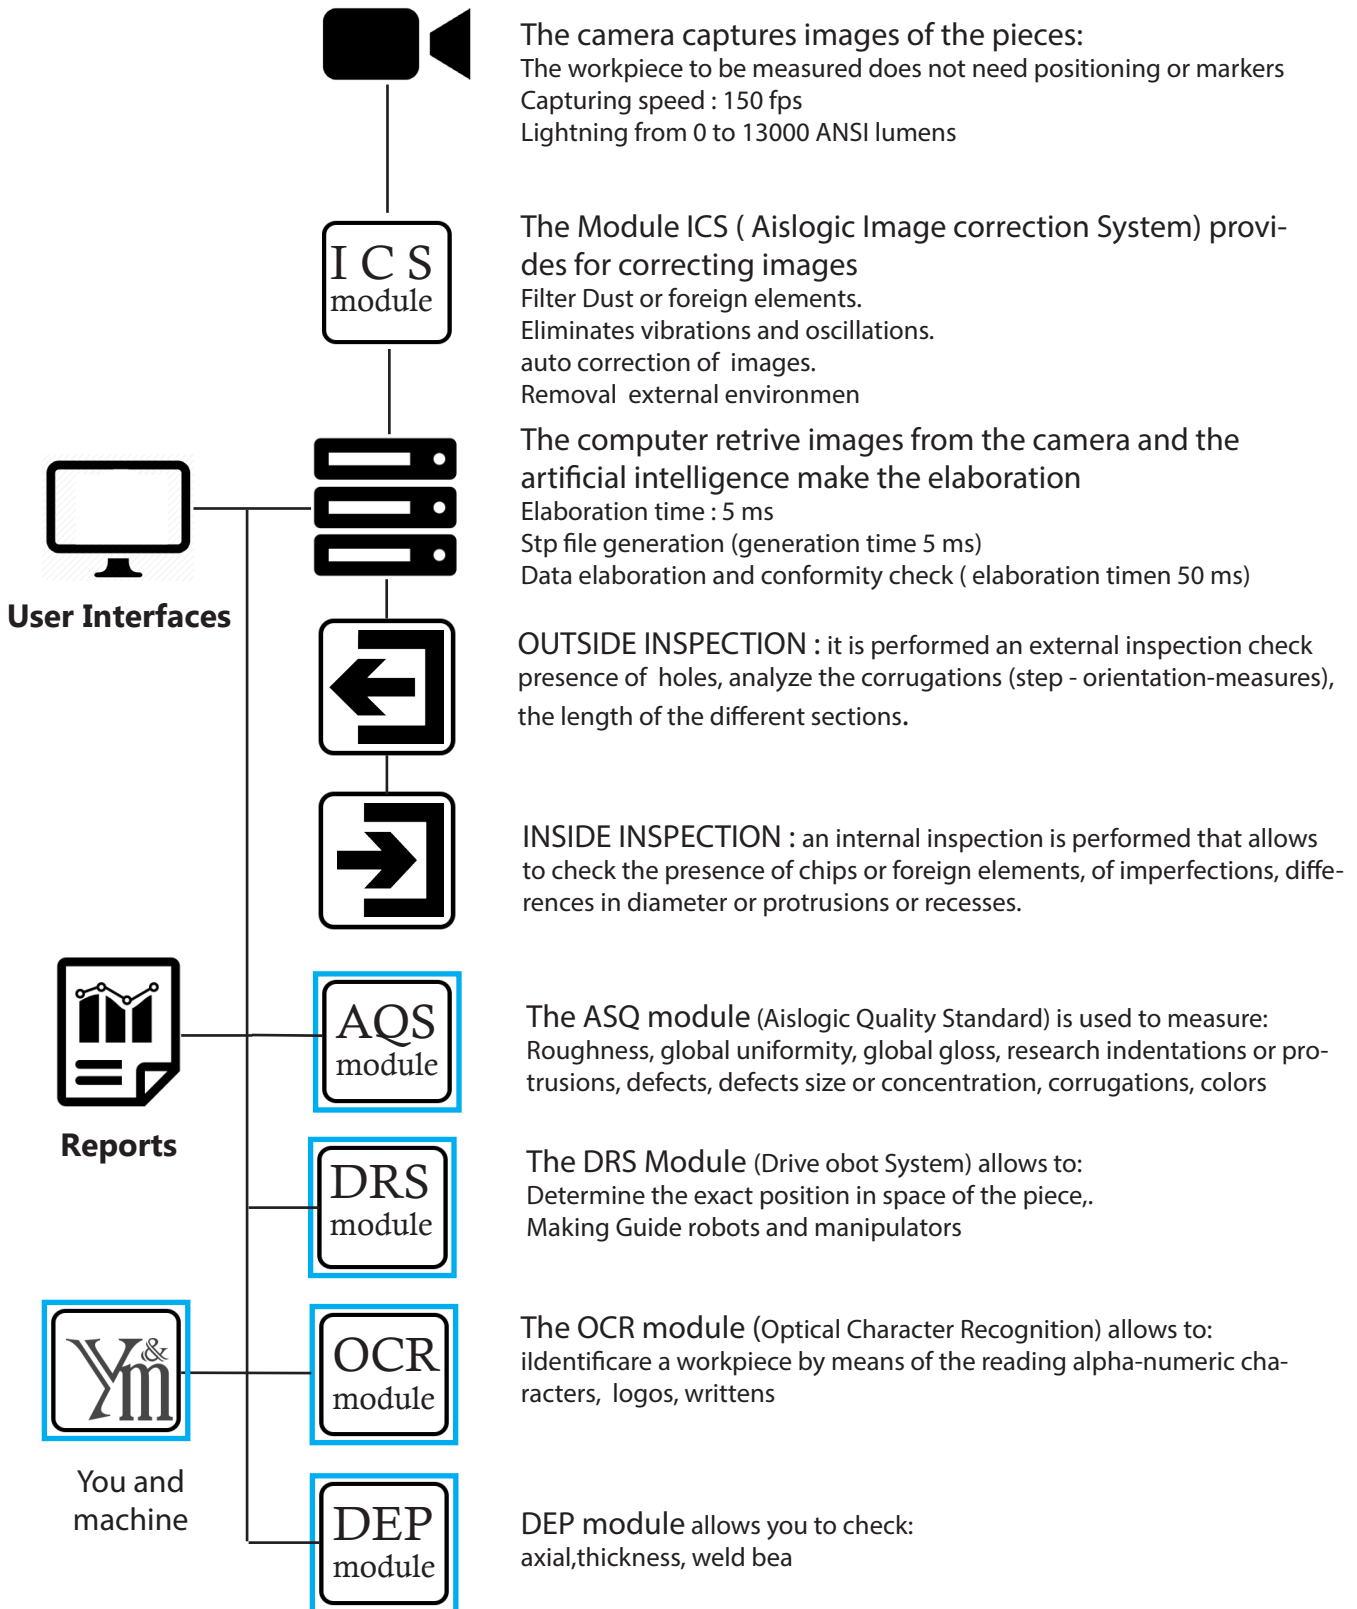 The camera captures images of the pieces:
The workpiece to be measured does not need positioning or markers
Capturing speed : 150 fps
Lightning from 0 to 13000 ANSI lumens
I C S
module
The Module ICS ( Aislogic Image correction System) provi-
des for correcting images
Filter Dust or foreign elements.
Eliminates vibrations and oscillations.
auto correction of  images.
Removal  external environmen
The computer retrive images from the camera and the
artificial intelligence make the elaboration
Elaboration time : 5 ms
Stp file generation (generation time 5 ms)
Data elaboration and conformity check ( elaboration timen 50 ms)
User Interfaces
OUTSIDE INSPECTION : it is performed an external inspection check
presence of  holes, analyze the corrugations (step - orientation-measures),
the length of the different sections.
INSIDE INSPECTION : an internal inspection is performed that allows
to check the presence of chips or foreign elements, of imperfections, diffe-
rences in diameter or protrusions or recesses.
AQS
module
The ASQ module (Aislogic Quality Standard) is used to measure:
Roughness, global uniformity, global gloss, research indentations or pro-
trusions, defects, defects size or concentration, corrugations, colors
Reports
DRS
module
The DRS Module (Drive obot System) allows to:
Determine the exact position in space of the piece,.
Making Guide robots and manipulators
Y&m
OCR
module
The OCR module (Optical Character Recognition) allows to:
iIdentificare a workpiece by means of the reading alpha-numeric cha-
racters,  logos, writtens
You and
machine
DEP
module
DEP module allows you to check:
axial,thickness, weld bea